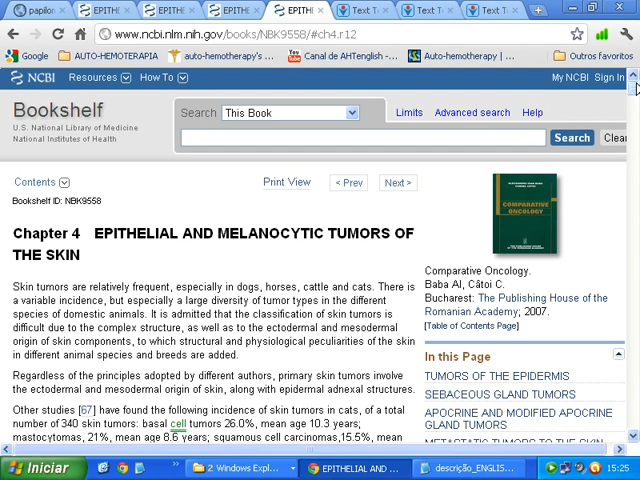 papilon
EPITHE
EPITHE
EPITHE
EPITHE
Text T
Text T
Text T
www.ncbi.nlm.nih.gov/books/NBK9558/#ch4.r12
Google
AUTO-HEMOTERAPIA
auto-hemotherapy's ...
Canal de AHTenglish - ...
auto-hemotherapy's ...
Outros favoritos
NCBI
Resources
How To
My NCBI
Sign In
Bookshelf
U.S. National Library of Medicine
National Institutes of Health
Search
This Book
Limits
Advanced search
Help
Search
Clear
Contents
Print View
< Prev
Next >
Bookshelf ID: NBK9558
Chapter 4 EPITHELIAL AND MELANOCYTIC TUMORS OF
THE SKIN
Skin tumors are relatively frequent, especially in dogs, horses, cattle and cats. There is
a variable incidence, but especially a large diversity of tumor types in the different
species of domestic animals. It is admitted that the classification of skin tumors is
difficult due to the complex structure, as well as to the ectodermal and mesodermal
origin of skin components, to which structural and physiological peculiarities of the skin
in different animal species and breeds are added.
Regardless of the principles adopted by different authors, primary skin tumors involve
the ectodermal and mesodermal origin of skin, along with epidermal adnexal structures.
Other studies [67] have found the following incidence of skin tumors in cats, of a total
number of 340 skin tumors: basal cell tumors 26.0%, mean age 10.3 years;
mastocytomas, 21%, mean age 8.6 years; squamous cell carcinomas,15.5%, mean
COMPARATIVE
ONCOLOGY
Comparative Oncology.
Baba AI, Câtoi C.
Bucharest: The Publishing House of the
Romanian Academy; 2007.
[Table of Contents Page]
In this Page
TUMORS OF THE EPIDERMIS
SEBACEOUS GLAND TUMORS
APOCRINE AND MODIFIED APOCRINE
GLAND TUMORS
METASTATIC TUMORS TO THE SKIN
Iniciar
2 Windows Expl...
EPITHELIAL AND ...
descrição_ENGLIS...
15:25